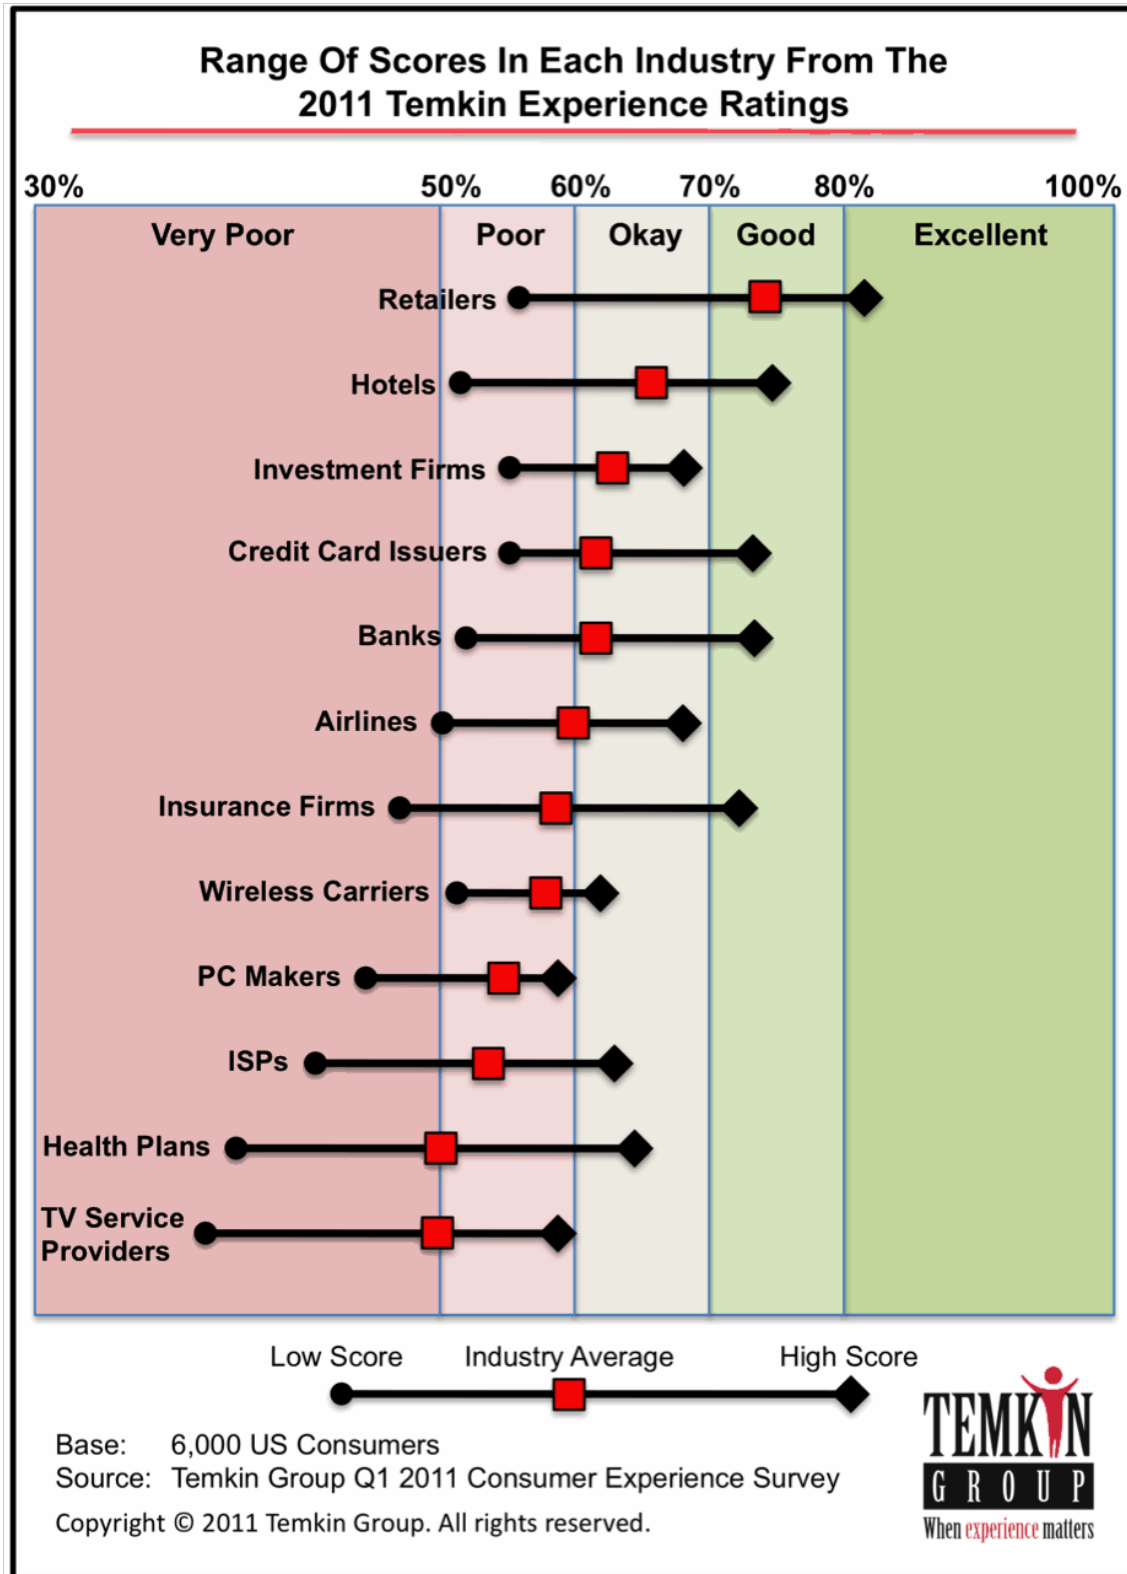 Range Of Scores In Each Industry From The
2011 Temkin Experience Ratings
30% 50% 60% 70% 80% 100%
Very Poor Poor Okay Good Excellent
Retailers
Hotels
Investment Firms
Credit Card Issuers
Banks
Airlines
Insurance Firms
Wireless Carriers
PC Makers
ISPs
Health Plans
TV Service
Providers
Low Score Industry Average High Score
Base: 6,000 US Consumers
Source: Temkin Group Q1 2011 Consumer Experience Survey
Copyright © 2011 Temkin Group. All rights reserved.
TEMKIN
GROUP
When experience matters